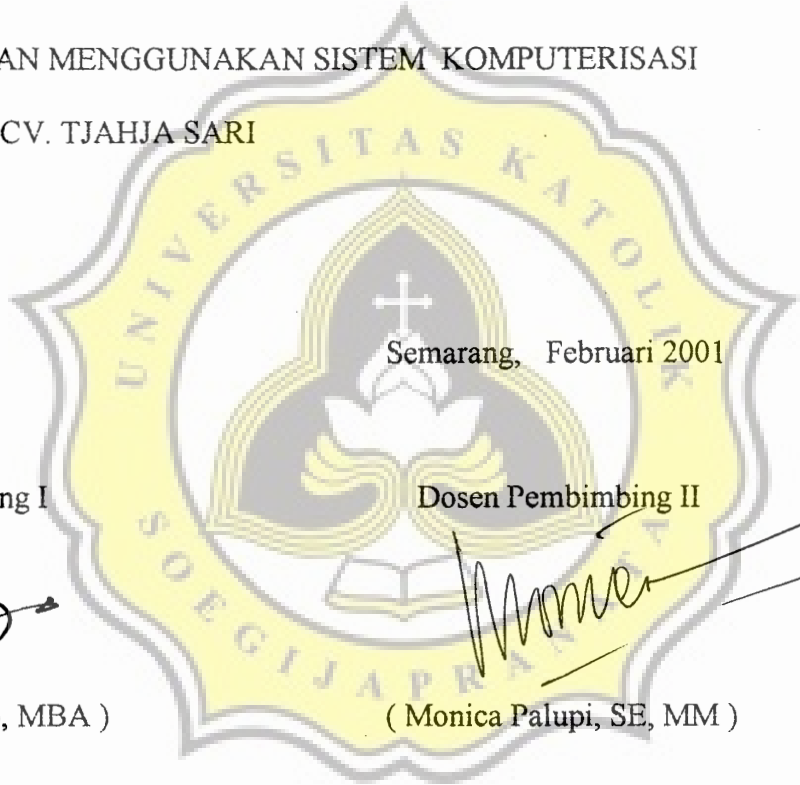 AN MENGGUNAKAN SISTEM KOMPUTERISASI
CV. TJAHJA SARI
UNIVERSITAS KATOLIK
SOEGIJAPRANATA
Semarang, Februari 2001
ng I Dosen Pembimbing II
, MBA ) ( Monica Palupi, SE, MM )